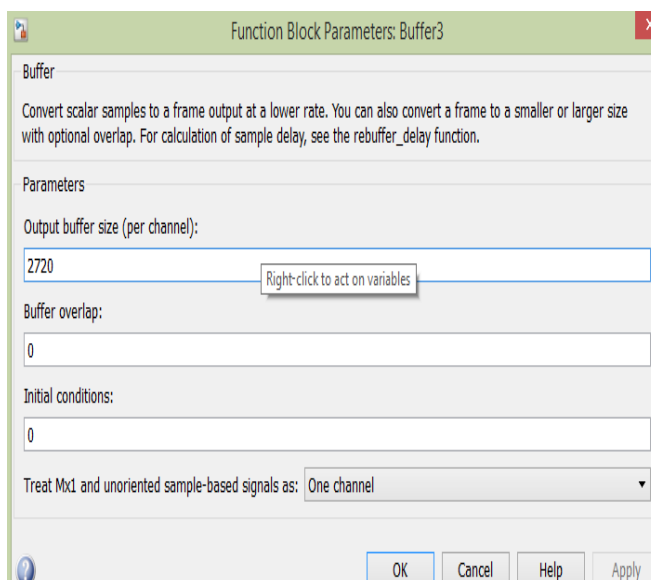 Function Block Parameters: Buffer3
Buffer
Convert scalar samples to a frame output at a lower rate. You can also convert a frame to a smaller or larger size
with optional overlap. For calculation of sample delay, see the rebuffer_delay function.
Parameters
Output buffer size (per channel):
2720
Right-click to act on variables
Buffer overlap:
0
Initial conditions:
0
Treat Mx1 and unoriented sample-based signals as: One channel
OK Cancel Help Apply